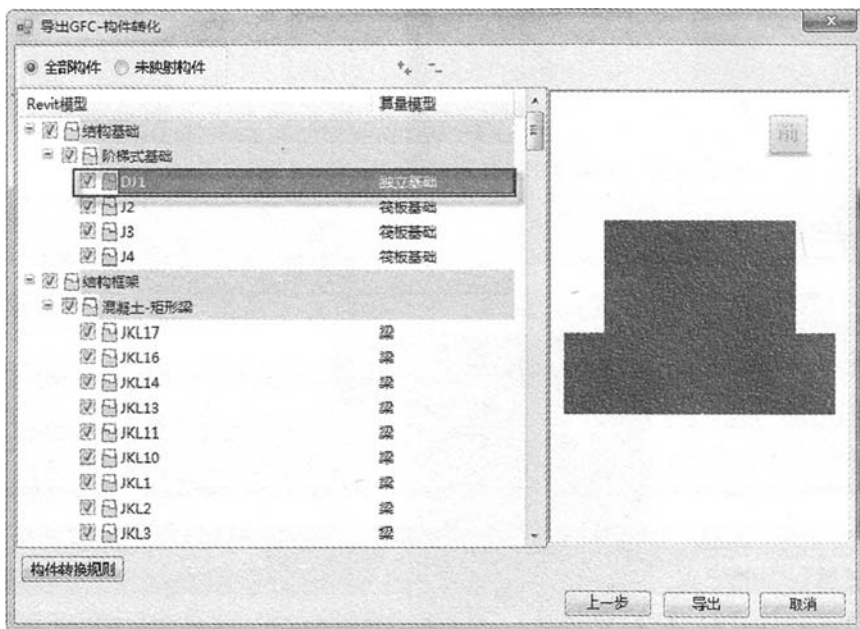 导出GFC-构件转化
全部构件 未映射构件
Revit模型 算量模型
结构基础
阶梯式基础
DJ1 独立基础
J2 筏板基础
J3 筏板基础
J4 筏板基础
结构框架
混凝土-矩形梁
JKL17 梁
JKL16 梁
JKL14 梁
JKL13 梁
JKL11 梁
JKL10 梁
JKL1 梁
JKL2 梁
JKL3 梁
前
构件转换规则
上一步 导出 取消